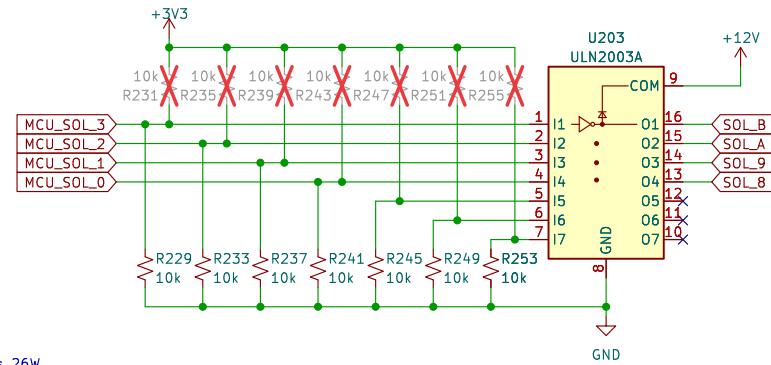 +3V3
U203
ULN2003A
+12V
10k 10k 10k 10k 10k 10k 10k
R231 R235 R239 R243 R247 R251 R255
COM 9
MCU_SOL_3 1 I1 O1 16 SOL_B
MCU_SOL_2 2 I2 O2 15 SOL_A
MCU_SOL_1 3 I3 O3 14 SOL_9
MCU_SOL_0 4 I4 O4 13 SOL_8
5 I5 O5 12
6 I6 O6 11
7 I7 O7 10
GND
8
R229 R233 R237 R241 R245 R249 R253
10k 10k 10k 10k 10k 10k 10k
GND
26W